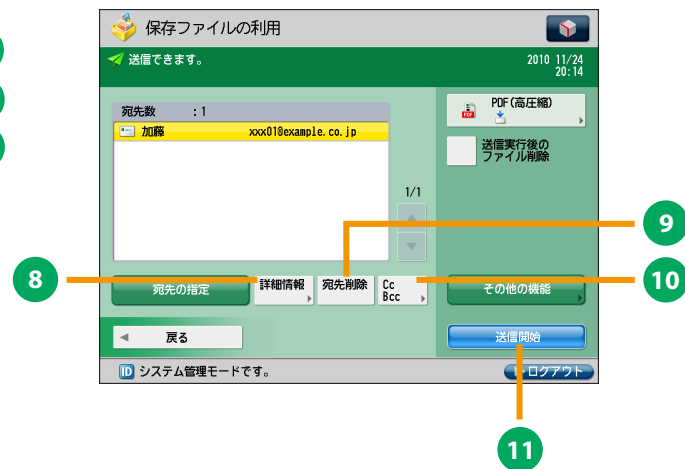 保存ファイルの利用
送信できます。
2010 11/24
20:14
宛先数 :1
加藤 xxx01@example.co.jp
1/1
PDF(高圧縮)
PDF
送信実行後の
ファイル削除
9
8
宛先の指定
詳細情報
宛先削除
Cc
Bcc
その他の機能
10
戻る
送信開始
ID システム管理モードです。
ログアウト
11